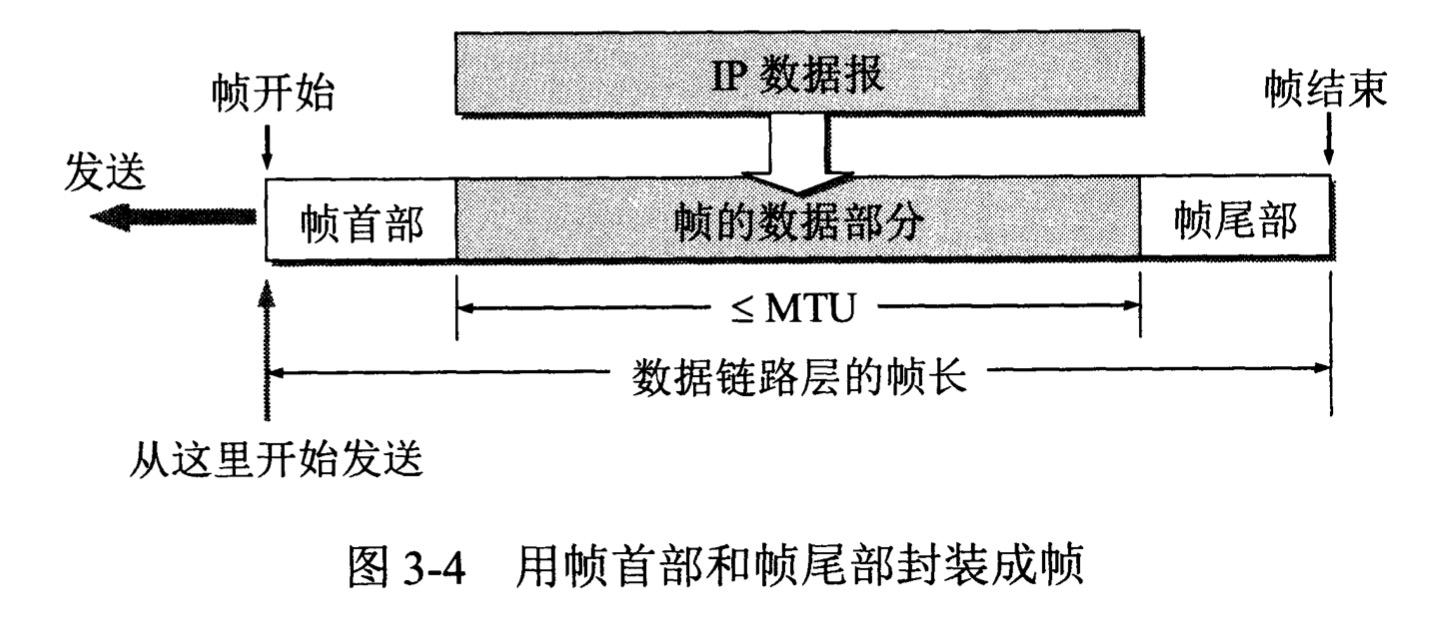 IP 数据报
帧开始
帧结束
发送
帧首部
帧的数据部分
帧尾部
≤ MTU
数据链路层的帧长
从这里开始发送
图 3-4 用帧首部和帧尾部封装成帧